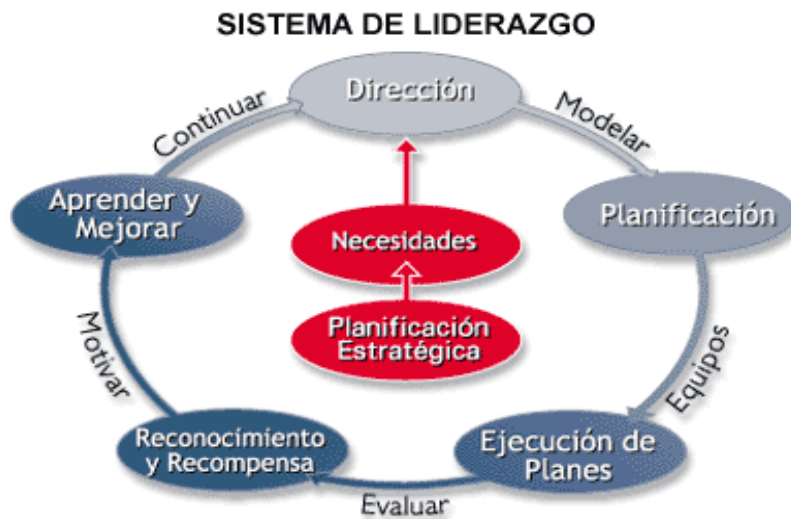 SISTEMA DE LIDERAZGO
Dirección
Continuar
Modelar
Aprender y
Mejorar
Planificación
Necesidades
Planificación
Estratégica
Motivar
Equipos
Reconocimiento
y Recompensa
Ejecución de
Planes
Evaluar